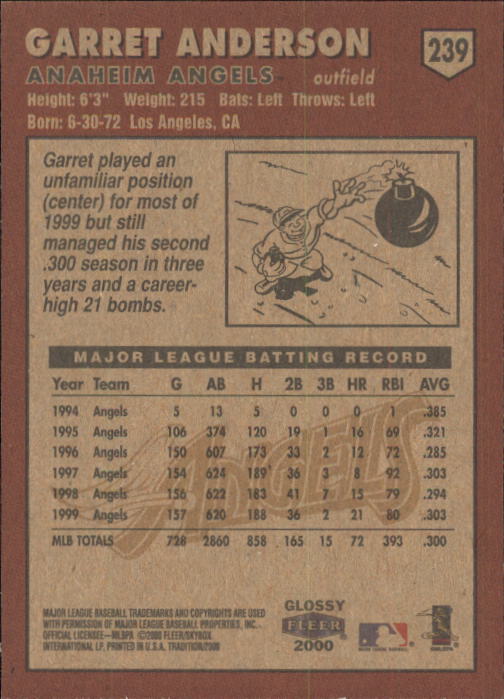 GARRET ANDERSON
239
ANAHEIM ANGELS outfield
Height: 6'3" Weight: 215 Bats: Left Throws: Left
Born: 6-30-72 Los Angeles, CA
Garret played an
unfamiliar position
(center) for most of
1999 but still
managed his second
.300 season in three
years and a career-
high 21 bombs.
MAJOR LEAGUE BATTING RECORD
Year Team G AB H 2B 3B HR RBI AVG
1994 Angels 5 13 5 0 0 0 1 .385
1995 Angels 106 374 120 19 1 16 69 .321
1996 Angels 150 607 173 33 2 12 72 .285
1997 Angels 154 624 189 36 3 8 92 .303
1998 Angels 156 622 183 41 7 15 79 .294
1999 Angels 157 620 188 36 2 21 80 .303
MLB TOTALS 728 2860 858 165 15 72 393 .300
ANGELS
MAJOR LEAGUE BASEBALL TRADEMARKS AND COPYRIGHTS ARE USED
WITH PERMISSION OF MAJOR LEAGUE BASEBALL PROPERTIES, INC.
OFFICIAL LICENSEE—MLBPA ©2000 FLEER/SKYBOX
INTERNATIONAL LP, PRINTED IN U.S.A. TRADITION/2000
GLOSSY
FLEER
2000
MAJOR LEAGUE BASEBALL